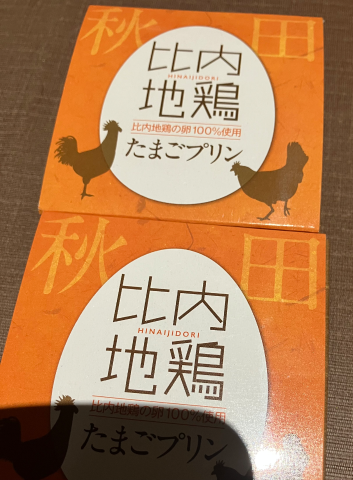 秋田
比内
HINAIJIDORI
地鶏
比内地鶏の卵100%使用
たまごプリン
秋田
比内
HINAIJIDORI
地鶏
比内地鶏の卵100%使用
たまごプリン